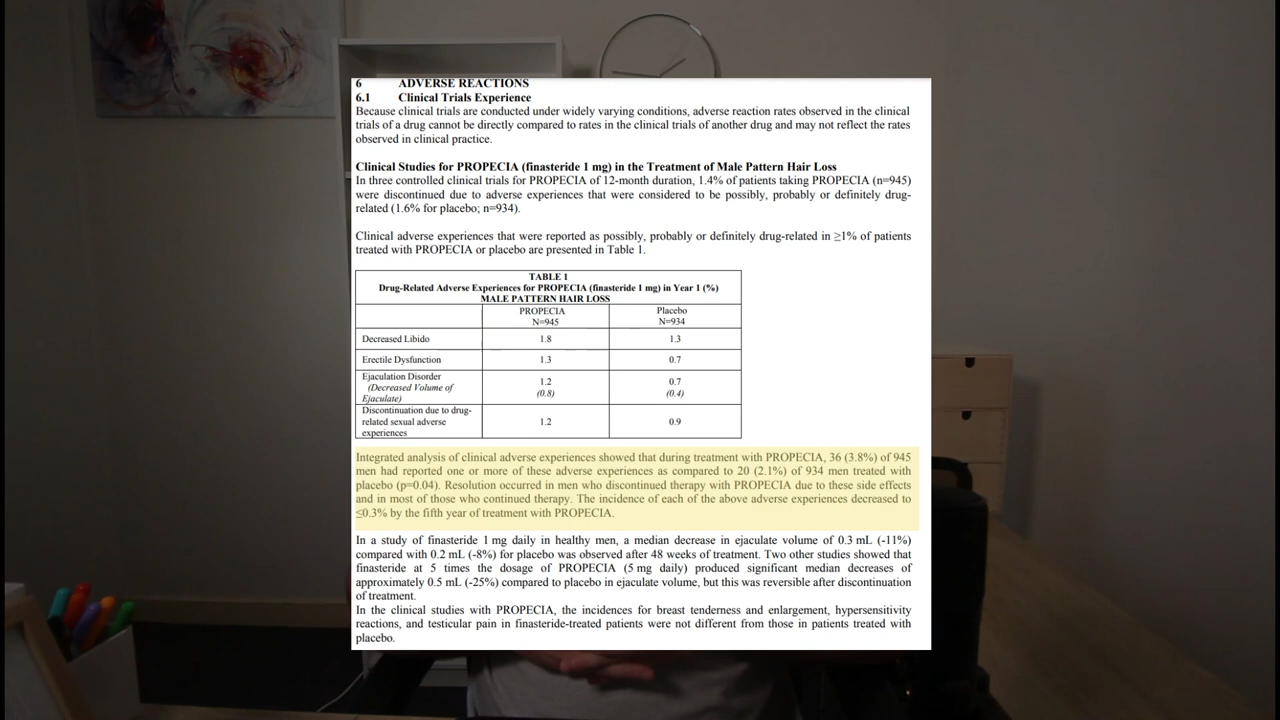 6 ADVERSE REACTIONS
6.1 Clinical Trials Experience
Because clinical trials are conducted under widely varying conditions, adverse reaction rates observed in the clinical
trials of a drug cannot be directly compared to rates in the clinical trials of another drug and may not reflect the rates
observed in clinical practice.
Clinical Studies for PROPECIA (finasteride 1 mg) in the Treatment of Male Pattern Hair Loss
In three controlled clinical trials for PROPECIA of 12-month duration, 1.4% of patients taking PROPECIA (n=945)
were discontinued due to adverse experiences that were considered to be possibly, probably or definitely drug-
related (1.6% for placebo; n=934).
Clinical adverse experiences that were reported as possibly, probably or definitely drug-related in ≥1% of patients
treated with PROPECIA or placebo are presented in Table 1.
TABLE 1
Drug-Related Adverse Experiences for PROPECIA (finasteride 1 mg) in Year 1 (%)
MALE PATTERN HAIR LOSS
PROPECIA Placebo
N=945 N=934
Decreased Libido 1.8 1.3
Erectile Dysfunction 1.3 0.7
Ejaculation Disorder 1.2 0.7
(Decreased Volume of (0.8) (0.4)
Ejaculate)
Discontinuation due to drug-
related sexual adverse 1.2 0.9
experiences
Integrated analysis of clinical adverse experiences showed that during treatment with PROPECIA, 36 (3.8%) of 945
men had reported one or more of these adverse experiences as compared to 20 (2.1%) of 934 men treated with
placebo (p=0.04). Resolution occurred in men who discontinued therapy with PROPECIA due to these side effects
and in most of those who continued therapy. The incidence of each of the above adverse experiences decreased to
≤0.3% by the fifth year of treatment with PROPECIA.
In a study of finasteride 1 mg daily in healthy men, a median decrease in ejaculate volume of 0.3 mL (-11%)
compared with 0.2 mL (-8%) for placebo was observed after 48 weeks of treatment. Two other studies showed that
finasteride at 5 times the dosage of PROPECIA (5 mg daily) produced significant median decreases of
approximately 0.5 mL (-25%) compared to placebo in ejaculate volume, but this was reversible after discontinuation
of treatment.
In the clinical studies with PROPECIA, the incidences for breast tenderness and enlargement, hypersensitivity
reactions, and testicular pain in finasteride-treated patients were not different from those in patients treated with
placebo.